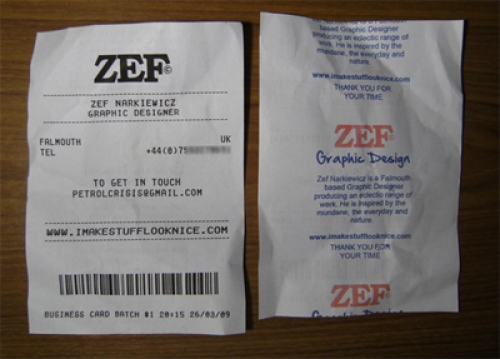 ZEF©
ZEF NARKIEWICZ
GRAPHIC DESIGNER
FALMOUTH UK
TEL +44(0)75
TO GET IN TOUCH
PETROLCRISIS@GMAIL.COM
WWW.IMAKESTUFFLOOKNICE.COM
BUSINESS CARD BATCH #1 20:15 26/03/09
Zef Narkiewicz is a Falmouth
based Graphic Designer
producing an eclectic range of
work. He is inspired by the
mundane, the everyday and
nature.
www.imakestufflooknice.com
THANK YOU FOR
YOUR TIME
ZEF
Graphic Design
Zef Narkiewicz is a Falmouth
based Graphic Designer
producing an eclectic range of
work. He is inspired by the
mundane, the everyday and
nature.
www.imakestufflooknice.com
THANK YOU FOR
YOUR TIME
ZEF